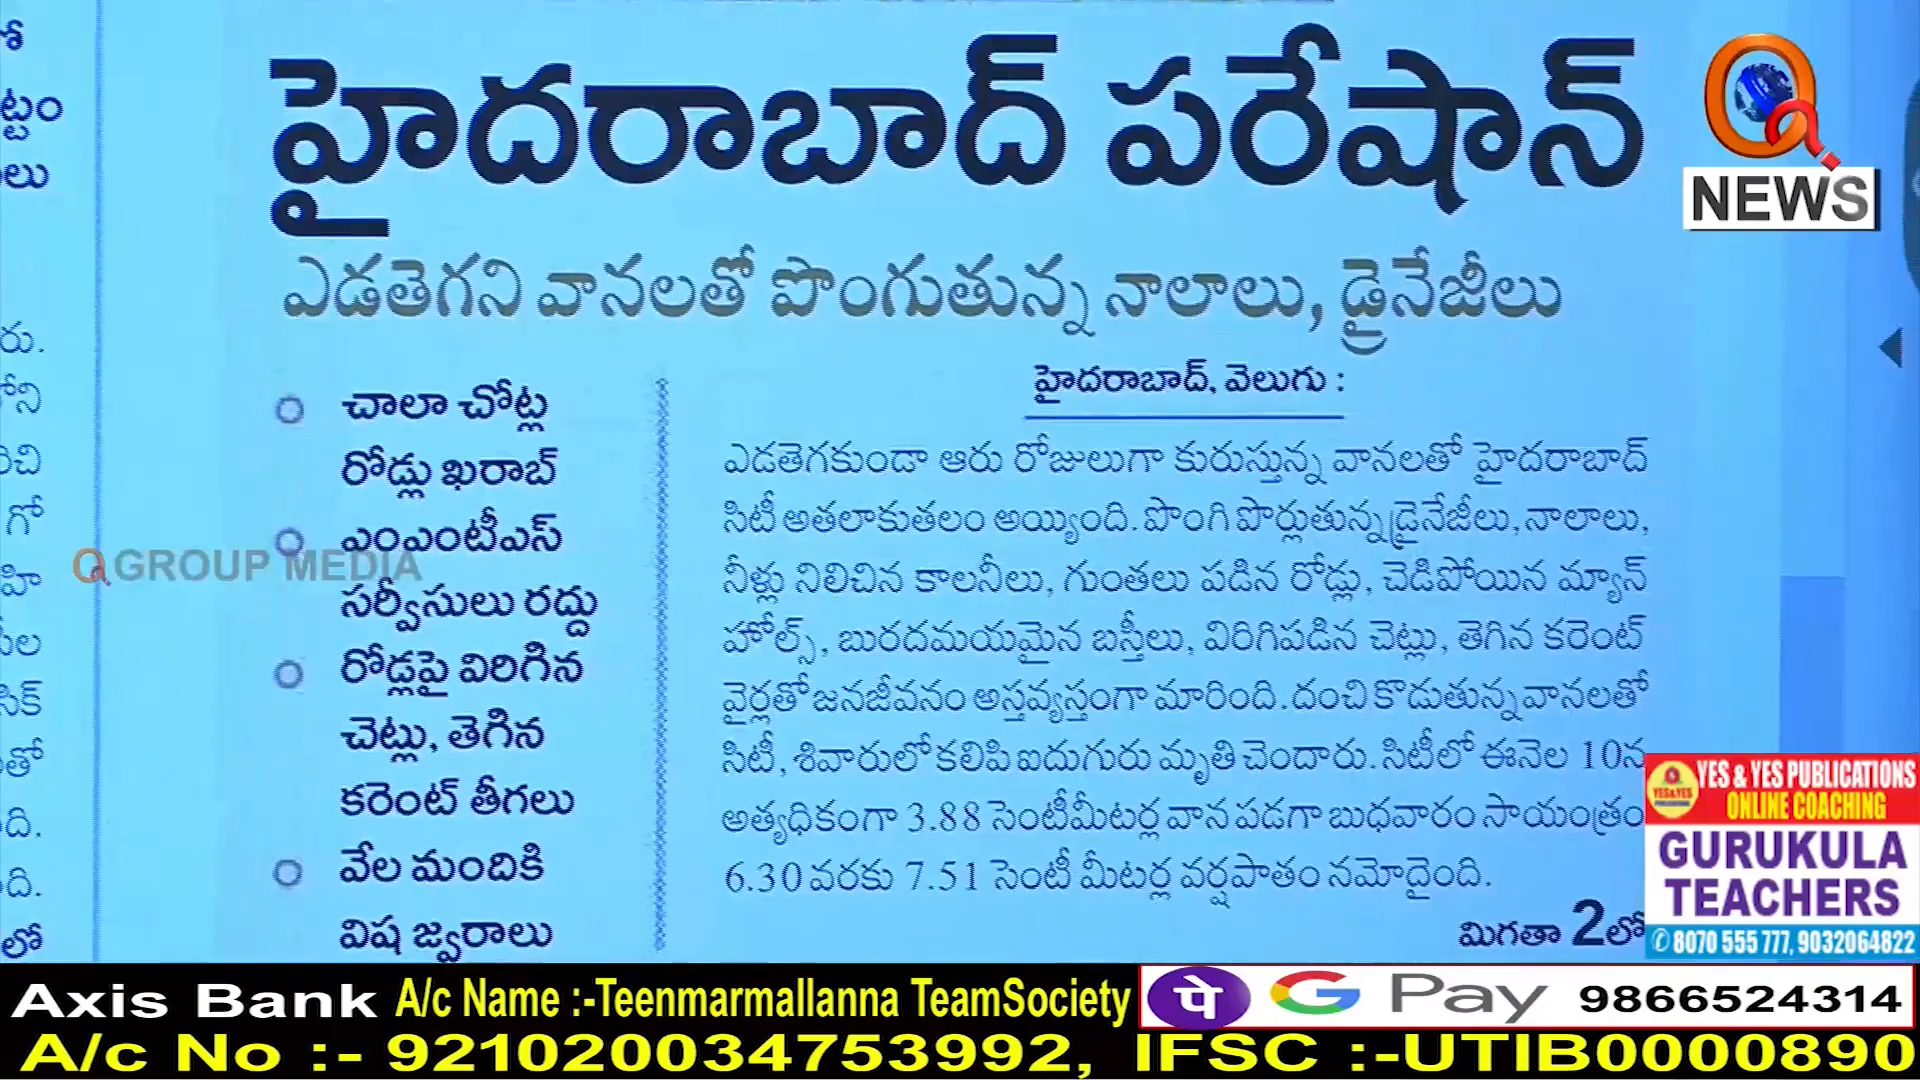 హైదరాబాద్ పరేషాన్
ఎడతెగని వానలతో పొంగుతున్న నాలాలు, డ్రైనేజీలు
చాలా చోట్ల
రోడ్లు ఖరాబ్
ఎంఎంటీఎస్
సర్వీసులు రద్దు
రోడ్లపై విరిగిన
చెట్లు, తెగిన
కరెంట్ తీగలు
వేల మందికి
విష జ్వరాలు
హైదరాబాద్, వెలుగు :
ఎడతెగకుండా ఆరు రోజులుగా కురుస్తున్న వానలతో హైదరాబాద్
సిటీ అతలాకుతలం అయ్యింది. పొంగి పొర్లుతున్న డ్రైనేజీలు, నాలాలు,
నీళ్లు నిలిచిన కాలనీలు, గుంతలు పడిన రోడ్లు, చెడిపోయిన మ్యాన్
హోల్స్, బురదమయమైన బస్తీలు, విరిగిపడిన చెట్లు, తెగిన కరెంట్
వైర్లతో జనజీవనం అస్తవ్యస్తంగా మారింది. దంచి కొడుతున్న వానలతో
సిటీ, శివారులో కలిపి ఐదుగురు మృతి చెందారు. సిటీలో ఈనెల 10న
అత్యధికంగా 3.88 సెంటీమీటర్ల వాన పడగా బుధవారం సాయంత్రం
6.30 వరకు 7.51 సెంటీ మీటర్ల వర్షపాతం నమోదైంది.
మిగతా 2లో
Q NEWS
Q GROUP MEDIA
YES & YES PUBLICATIONS
ONLINE COACHING
GURUKULA
TEACHERS
8070 555 777, 9032064822
Axis Bank A/c Name :-Teenmarmallanna TeamSociety
पे G Pay 9866524314
A/c No :- 921020034753992, IFSC :-UTIB0000890